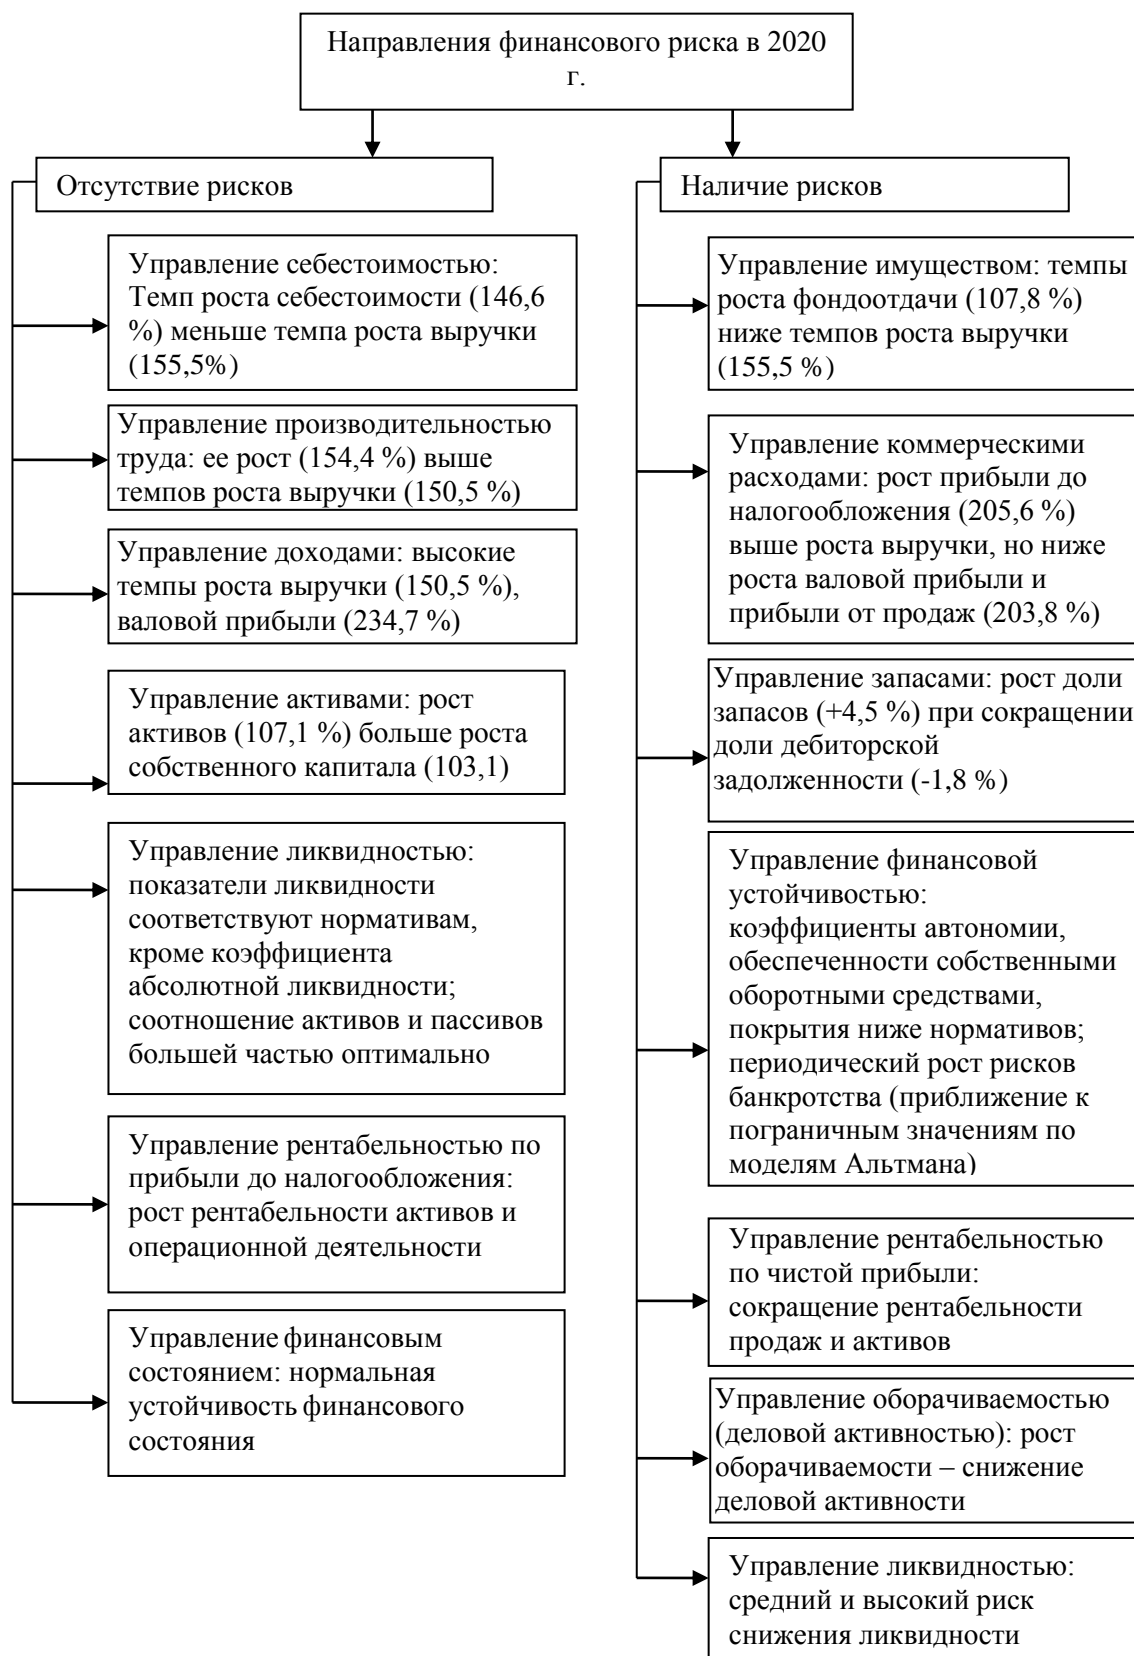 Направления финансового риска в 2020
г.
Отсутствие рисков
Управление себестоимостью:
Темп роста себестоимости (146,6
%) меньше темпа роста выручки
(155,5%)
Управление производительностью
труда: ее рост (154,4 %) выше
темпов роста выручки (150,5 %)
Управление доходами: высокие
темпы роста выручки (150,5 %),
валовой прибыли (234,7 %)
Управление активами: рост
активов (107,1 %) больше роста
собственного капитала (103,1)
Управление ликвидностью:
показатели ликвидности
соответствуют нормативам,
кроме коэффициента
абсолютной ликвидности;
соотношение активов и пассивов
большей частью оптимально
Управление рентабельностью по
прибыли до налогообложения:
рост рентабельности активов и
операционной деятельности
Управление финансовым
состоянием: нормальная
устойчивость финансового
состояния
Наличие рисков
Управление имуществом: темпы
роста фондоотдачи (107,8 %)
ниже темпов роста выручки
(155,5 %)
Управление коммерческими
расходами: рост прибыли до
налогообложения (205,6 %)
выше роста выручки, но ниже
роста валовой прибыли и
прибыли от продаж (203,8 %)
Управление запасами: рост доли
запасов (+4,5 %) при сокращении
доли дебиторской
задолженности (-1,8 %)
Управление финансовой
устойчивостью:
коэффициенты автономии,
обеспеченности собственными
оборотными средствами,
покрытия ниже нормативов;
периодический рост рисков
банкротства (приближение к
пограничным значениям по
моделям Альтмана)
Управление рентабельностью
по чистой прибыли:
сокращение рентабельности
продаж и активов
Управление оборачиваемостью
(деловой активностью): рост
оборачиваемости – снижение
деловой активности
Управление ликвидностью:
средний и высокий риск
снижения ликвидности